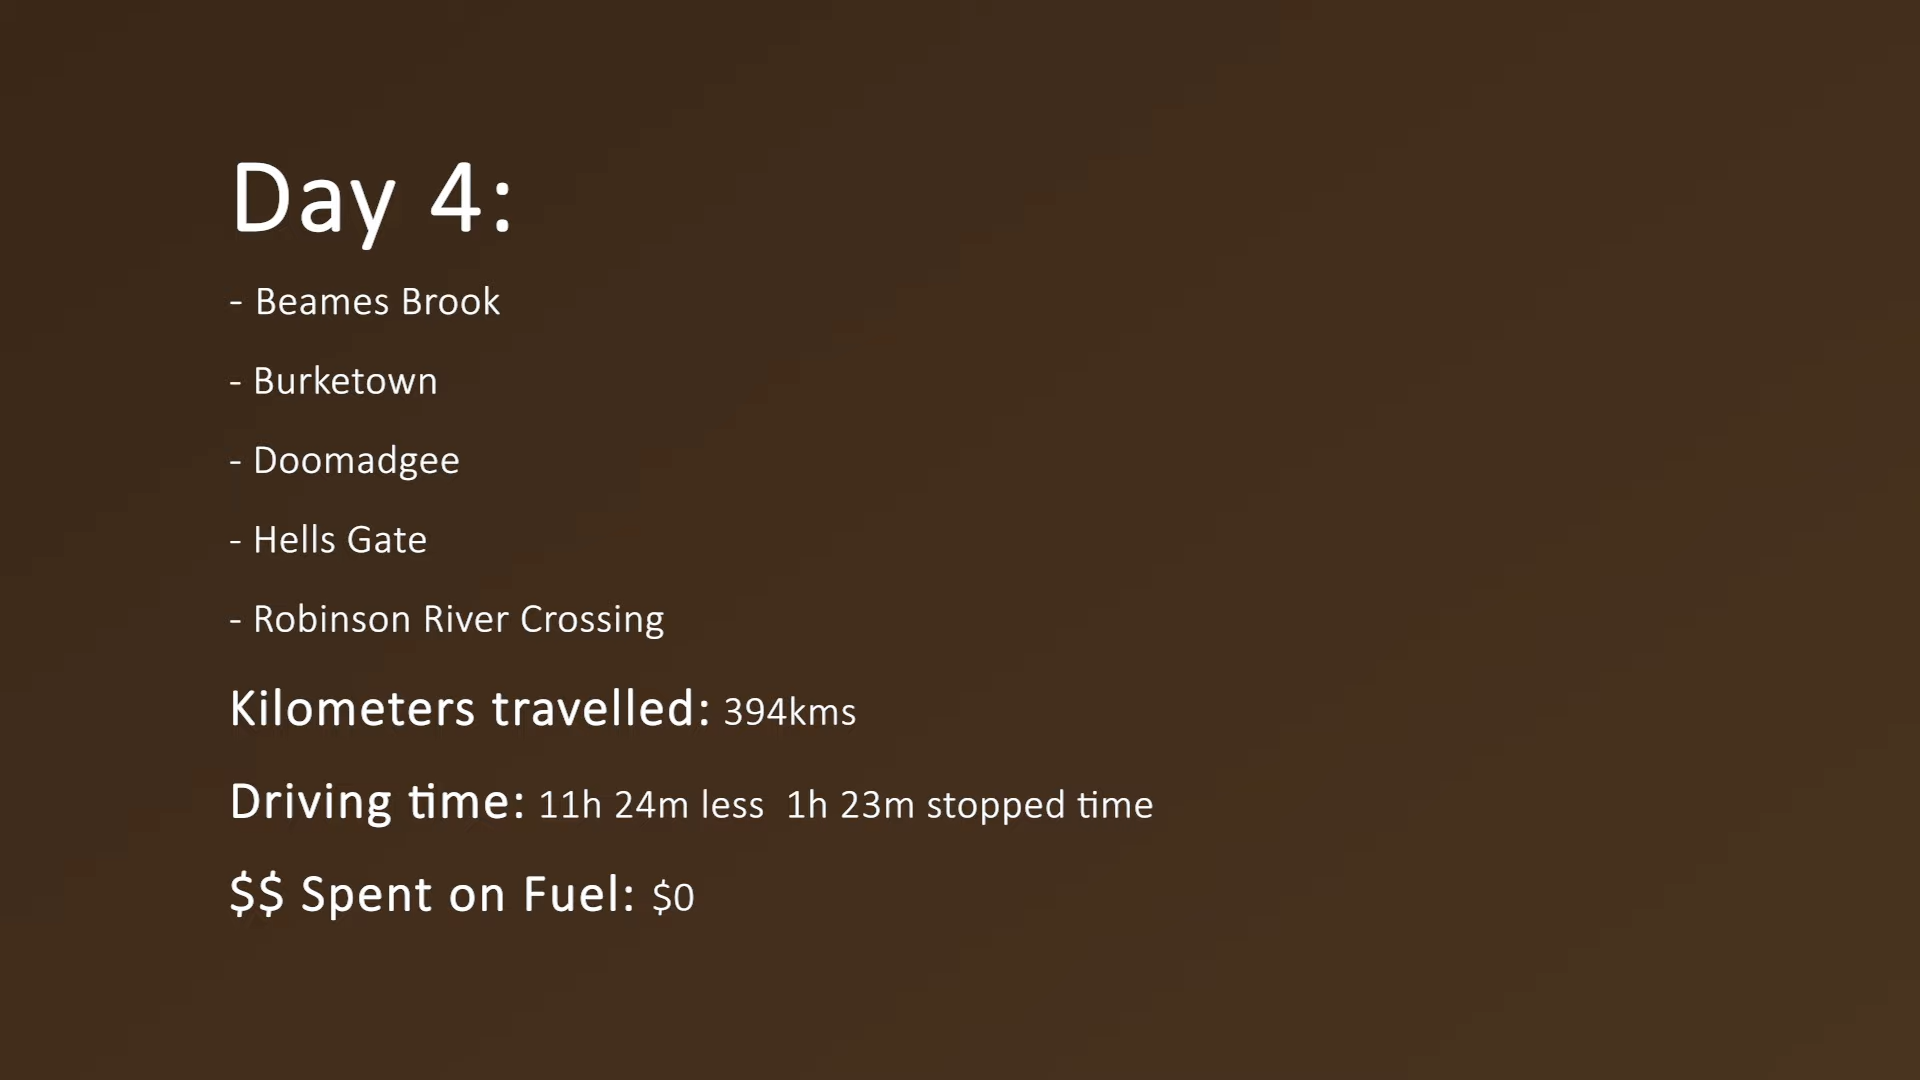 Day 4:
- Beames Brook
- Burketown
- Doomadgee
- Hells Gate
- Robinson River Crossing
Kilometers travelled: 394kms
Driving time: 11h 24m less  1h 23m stopped time
$$ Spent on Fuel: $0